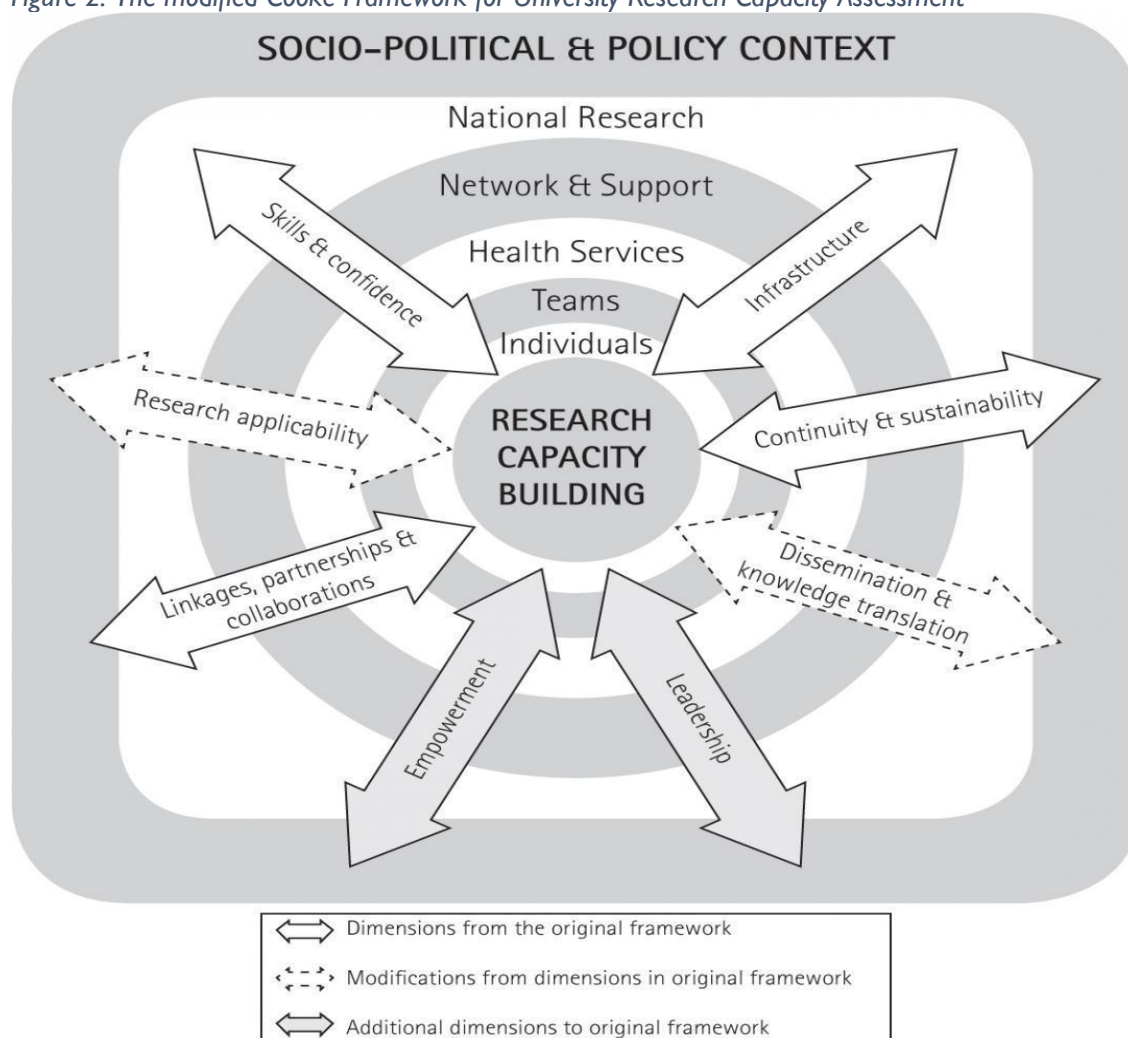 Figure 2: The modified Cooke Framework for University Research Capacity Assessment
SOCIO-POLITICAL & POLICY CONTEXT
National Research
Network & Support
Health Services
Teams
Individuals
RESEARCH
CAPACITY
BUILDING
Skills & confidence
Infrastructure
Research applicability
Continuity & sustainability
Linkages, partnerships &
collaborations
Dissemination &
knowledge translation
Empowerment
Leadership
Dimensions from the original framework
Modifications from dimensions in original framework
Additional dimensions to original framework